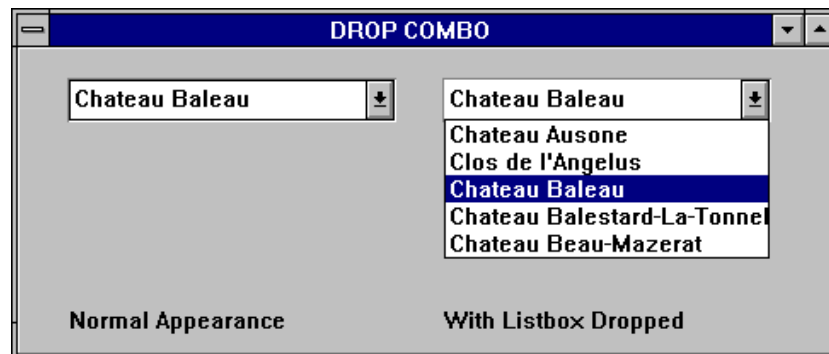 DROP COMBO
Chateau Baleau
Chateau Baleau
Chateau Ausone
Clos de l'Angelus
Chateau Baleau
Chateau Balestard-La-Tonnel
Chateau Beau-Mazerat
Normal Appearance
With Listbox Dropped